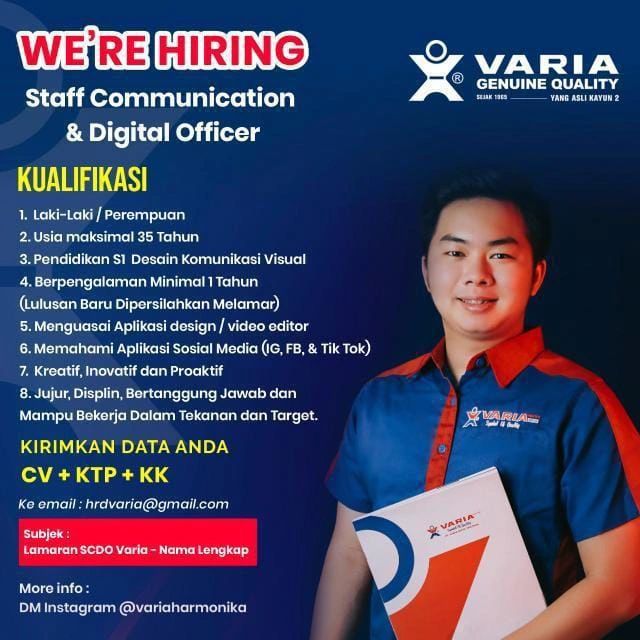 WE'RE HIRING
Staff Communication
& Digital Officer
VARIA
GENUINE QUALITY
SEJAK 1965 YANG ASLI KAYUN 2
®
KUALIFIKASI
1. Laki-Laki / Perempuan
2. Usia maksimal 35 Tahun
3. Pendidikan S1 Desain Komunikasi Visual
4. Berpengalaman Minimal 1 Tahun
(Lulusan Baru Dipersilahkan Melamar)
5. Menguasai Aplikasi design / video editor
6. Memahami Aplikasi Sosial Media (IG, FB, & Tik Tok)
7. Kreatif, Inovatif dan Proaktif
8. Jujur, Displin, Bertanggung Jawab dan
Mampu Bekerja Dalam Tekanan dan Target.
KIRIMKAN DATA ANDA
CV + KTP + KK
Ke email : hrdvaria@gmail.com
Subjek :
Lamaran SCDO Varia - Nama Lengkap
More info :
DM Instagram @variaharmonika
VARIA
Symbol Of Quality
VARIA